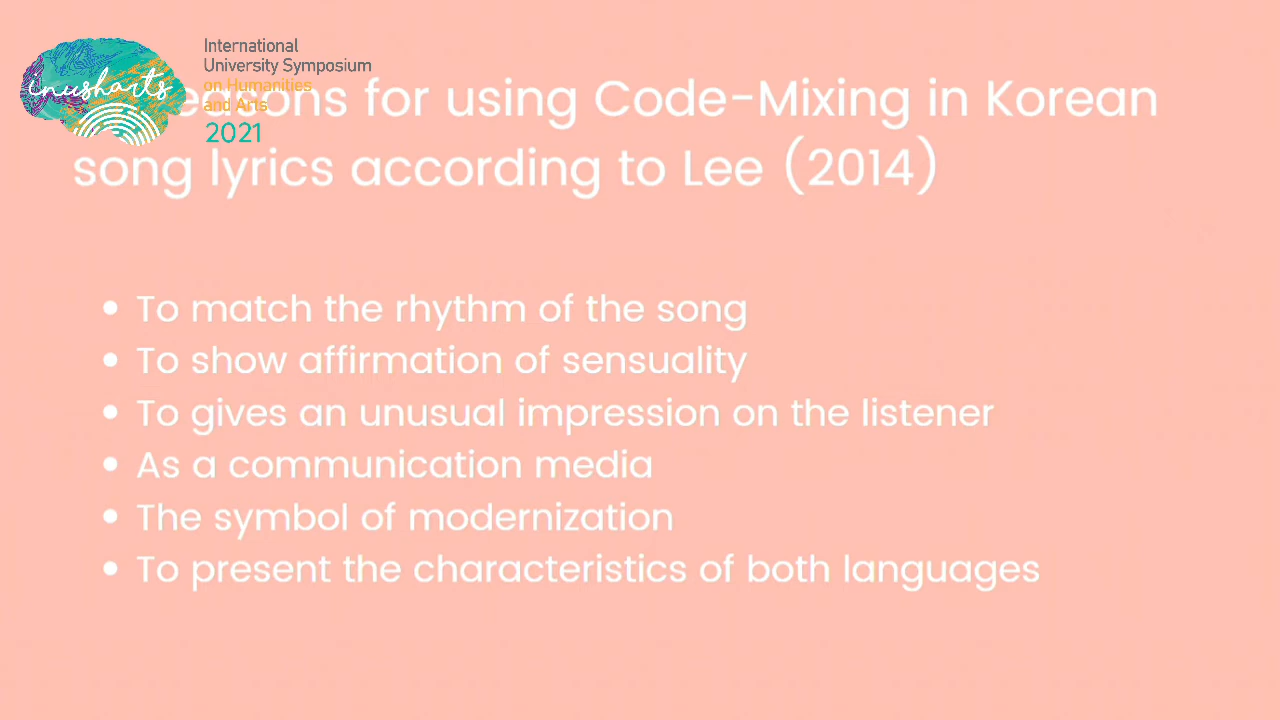 inusharts
International
University Symposium
on Humanities
and Arts
2021
for using Code-Mixing in Korean
song lyrics according to Lee (2014)
• To match the rhythm of the song
• To show affirmation of sensuality
• To gives an unusual impression on the listener
• As a communication media
• The symbol of modernization
• To present the characteristics of both languages